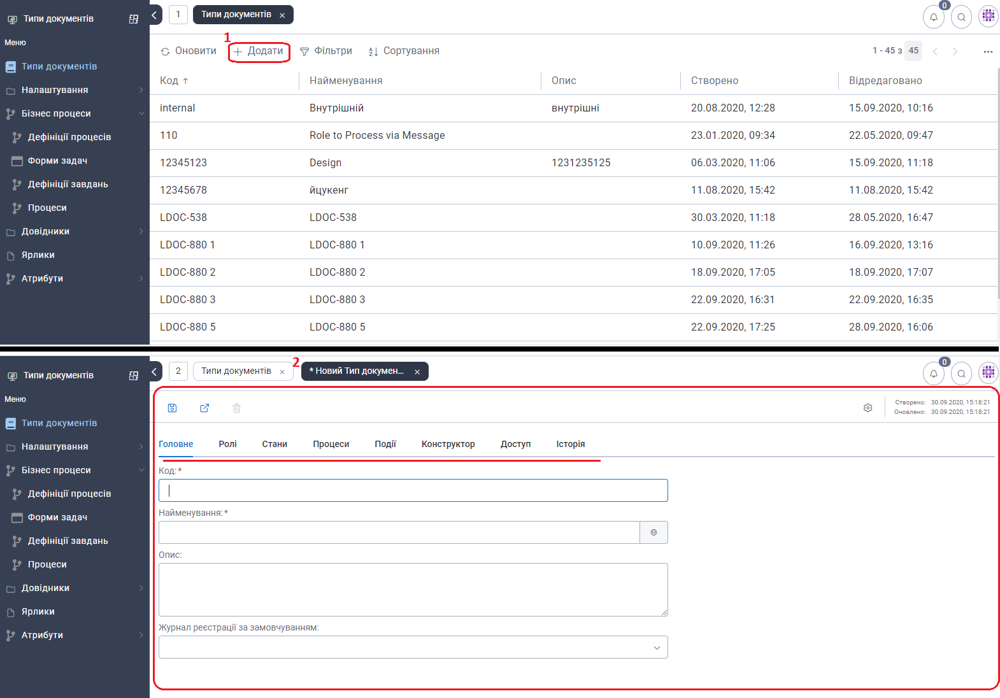 Типи документів
1
Типи документів ×
0
Меню
Типи документів
Налаштування
Бізнес процеси
Дефініції процесів
Форми задач
Дефініції завдань
Процеси
Довідники
Ярлики
Атрибути
1
Оновити
Додати
Фільтри
Сортування
1 - 45 з 45
Код ↑ Найменування Опис Створено Відредаговано
internal Внутрішній внутрішні 20.08.2020, 12:28 15.09.2020, 10:16
110 Role to Process via Message 23.01.2020, 09:34 22.05.2020, 09:47
12345123 Design 1231235125 06.03.2020, 11:06 15.09.2020, 11:18
12345678 йцукенг 11.08.2020, 15:42 11.08.2020, 15:42
LDOC-538 LDOC-538 30.03.2020, 11:18 28.05.2020, 16:47
LDOC-880 1 LDOC-880 1 10.09.2020, 11:26 16.09.2020, 13:16
LDOC-880 2 LDOC-880 2 18.09.2020, 17:05 18.09.2020, 17:07
LDOC-880 3 LDOC-880 3 22.09.2020, 16:31 22.09.2020, 16:35
LDOC-880 5 LDOC-880 5 22.09.2020, 17:25 28.09.2020, 16:06
Типи документів
2
Типи документів ×
2
* Новий Тип докумен... ×
0
Меню
Типи документів
Налаштування
Бізнес процеси
Дефініції процесів
Форми задач
Дефініції завдань
Процеси
Довідники
Ярлики
Атрибути
Створено: 30.09.2020, 15:18:21
Оновлено: 30.09.2020, 15:18:21
Головне Ролі Стани Процеси Події Конструктор Доступ Історія
Код:*
Найменування:*
Опис:
Журнал реєстрації за замовчуванням: